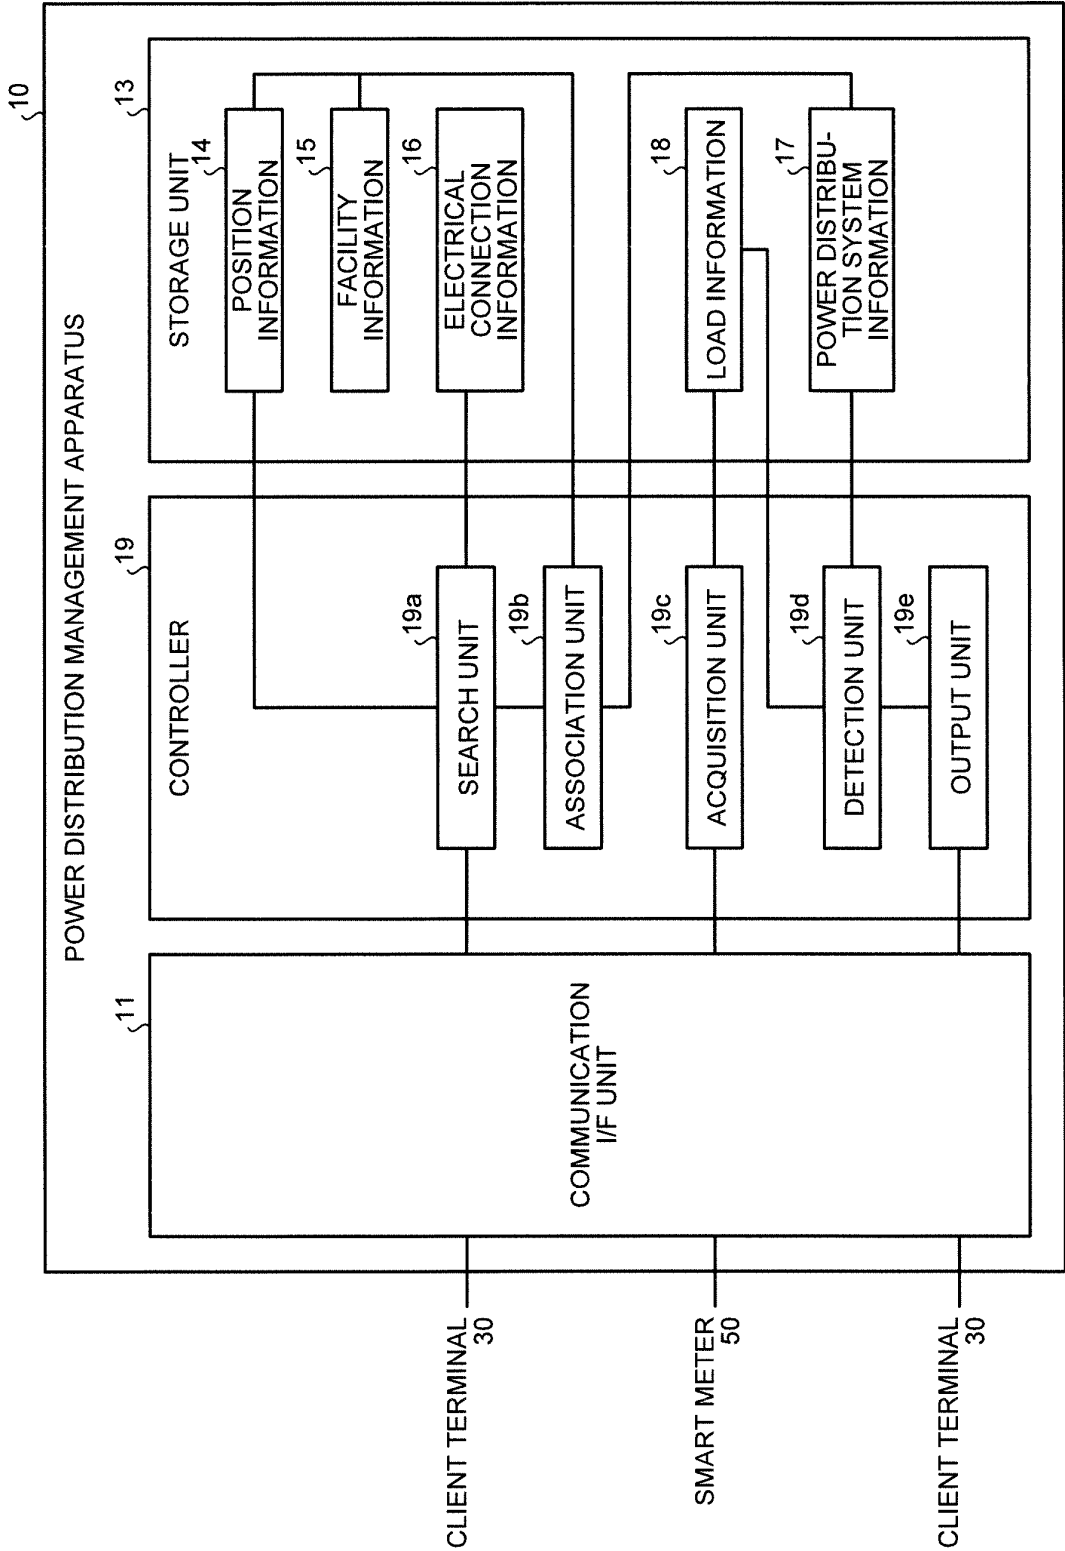 POWER DISTRIBUTION MANAGEMENT APPARATUS
10
11
COMMUNICATION
I/F UNIT
CLIENT TERMINAL
30
SMART METER
50
CLIENT TERMINAL
30
19
CONTROLLER
19a
SEARCH UNIT
19b
ASSOCIATION UNIT
19c
ACQUISITION UNIT
19d
DETECTION UNIT
19e
OUTPUT UNIT
13
STORAGE UNIT
14
POSITION
INFORMATION
15
FACILITY
INFORMATION
16
ELECTRICAL
CONNECTION
INFORMATION
18
LOAD INFORMATION
17
POWER DISTRIBU-
TION SYSTEM
INFORMATION